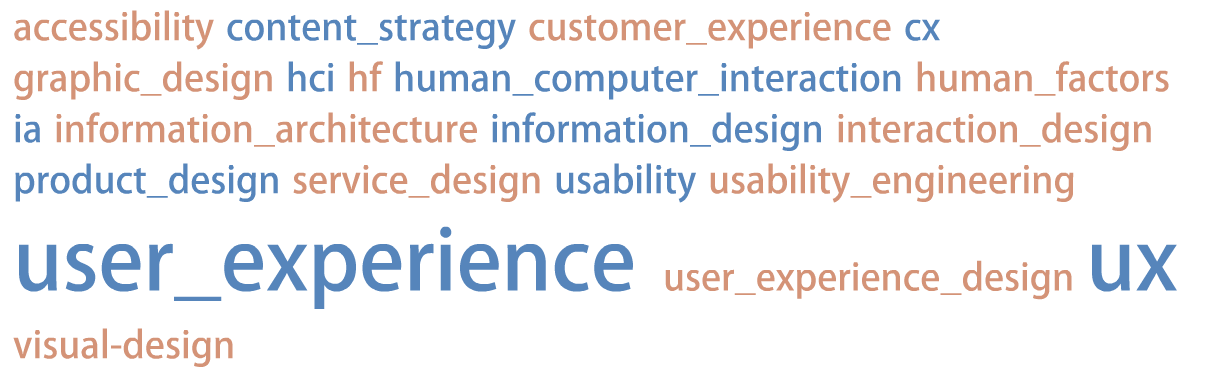 accessibility content_strategy customer_experience cx
graphic_design hci hf human_computer_interaction human_factors
ia information_architecture information_design interaction_design
product_design service_design usability usability_engineering
user_experience user_experience_design ux
visual-design